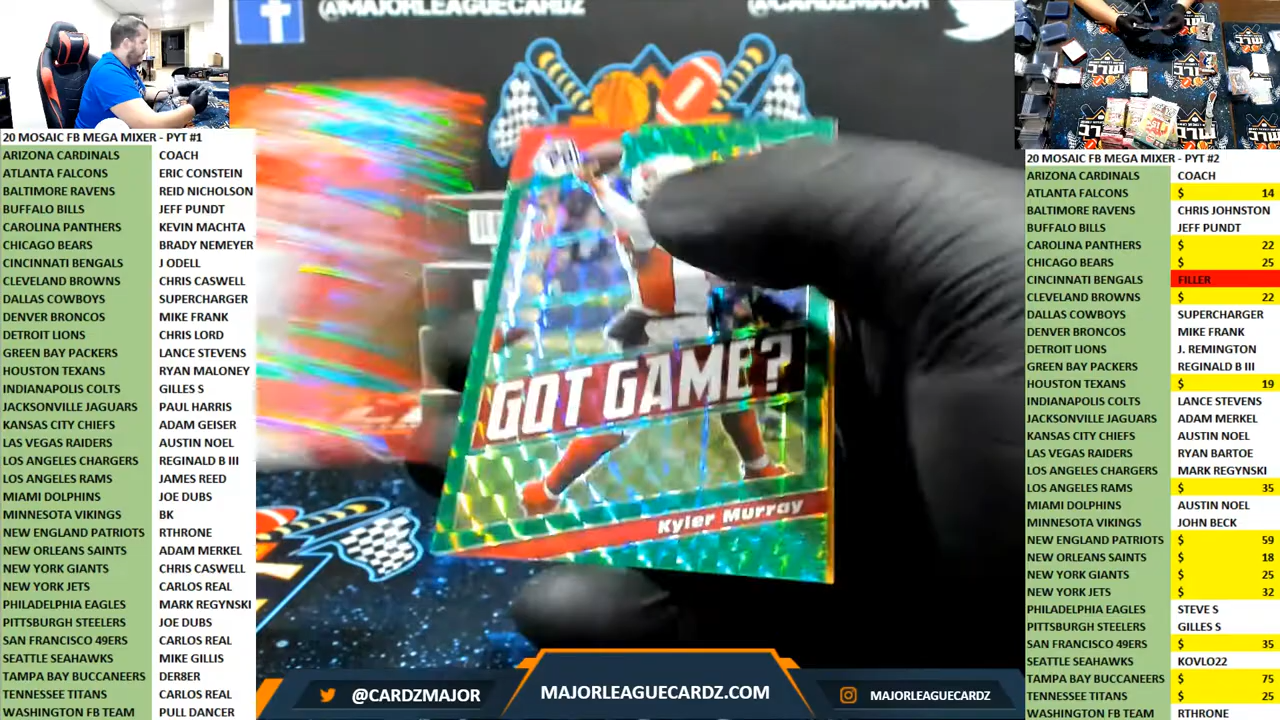 @MAJORLEAGUECARDZ
@CARDZMAJOR
20 MOSAIC FB MEGA MIXER - PYT #1
ARIZONA CARDINALS COACH
ATLANTA FALCONS ERIC CONSTEIN
BALTIMORE RAVENS REID NICHOLSON
BUFFALO BILLS JEFF PUNDT
CAROLINA PANTHERS KEVIN MACHTA
CHICAGO BEARS BRADY NEMEYER
CINCINNATI BENGALS J ODELL
CLEVELAND BROWNS CHRIS CASWELL
DALLAS COWBOYS SUPERCHARGER
DENVER BRONCOS MIKE FRANK
DETROIT LIONS CHRIS LORD
GREEN BAY PACKERS LANCE STEVENS
HOUSTON TEXANS RYAN MALONEY
INDIANAPOLIS COLTS GILLES S
JACKSONVILLE JAGUARS PAUL HARRIS
KANSAS CITY CHIEFS ADAM GEISER
LAS VEGAS RAIDERS AUSTIN NOEL
LOS ANGELES CHARGERS REGINALD B III
LOS ANGELES RAMS JAMES REED
MIAMI DOLPHINS JOE DUBS
MINNESOTA VIKINGS BK
NEW ENGLAND PATRIOTS RTHRONE
NEW ORLEANS SAINTS ADAM MERKEL
NEW YORK GIANTS CHRIS CASWELL
NEW YORK JETS CARLOS REAL
PHILADELPHIA EAGLES MARK REGYNSKI
PITTSBURGH STEELERS JOE DUBS
SAN FRANCISCO 49ERS CARLOS REAL
SEATTLE SEAHAWKS MIKE GILLIS
TAMPA BAY BUCCANEERS DER8ER
TENNESSEE TITANS CARLOS REAL
WASHINGTON FB TEAM PULL DANCER
GOT GAME?
Kyler Murray
@CARDZMAJOR
MAJORLEAGUECARDZ.COM
MAJORLEAGUECARDZ
MLC
20 MOSAIC FB MEGA MIXER - PYT #2
ARIZONA CARDINALS COACH
ATLANTA FALCONS $ 14
BALTIMORE RAVENS CHRIS JOHNSTON
BUFFALO BILLS JEFF PUNDT
CAROLINA PANTHERS $ 22
CHICAGO BEARS $ 25
CINCINNATI BENGALS FILLER
CLEVELAND BROWNS $ 22
DALLAS COWBOYS SUPERCHARGER
DENVER BRONCOS MIKE FRANK
DETROIT LIONS J. REMINGTON
GREEN BAY PACKERS REGINALD B III
HOUSTON TEXANS $ 19
INDIANAPOLIS COLTS LANCE STEVENS
JACKSONVILLE JAGUARS ADAM MERKEL
KANSAS CITY CHIEFS AUSTIN NOEL
LAS VEGAS RAIDERS RYAN BARTOE
LOS ANGELES CHARGERS MARK REGYNSKI
LOS ANGELES RAMS $ 35
MIAMI DOLPHINS AUSTIN NOEL
MINNESOTA VIKINGS JOHN BECK
NEW ENGLAND PATRIOTS $ 59
NEW ORLEANS SAINTS $ 18
NEW YORK GIANTS $ 25
NEW YORK JETS $ 32
PHILADELPHIA EAGLES STEVE S
PITTSBURGH STEELERS GILLES S
SAN FRANCISCO 49ERS $ 35
SEATTLE SEAHAWKS KOVLO22
TAMPA BAY BUCCANEERS $ 75
TENNESSEE TITANS $ 25
WASHINGTON FB TEAM RTHRONE